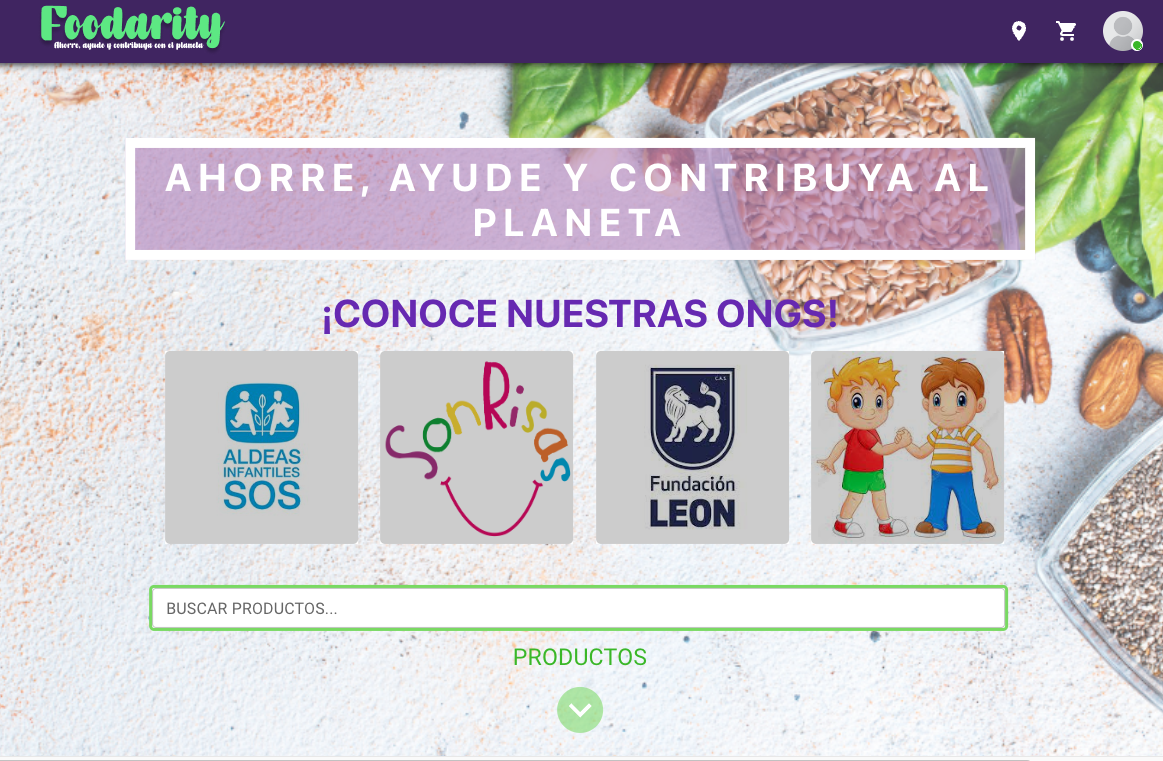 Foodarity
Ahorre, ayude y contribuya con el planeta
AHORRE, AYUDE Y CONTRIBUYA AL
PLANETA
¡CONOCE NUESTRAS ONGS!
ALDEAS
INFANTILES
SOS
SonRisas
C.A.S.
Fundación
LEON
BUSCAR PRODUCTOS...
PRODUCTOS